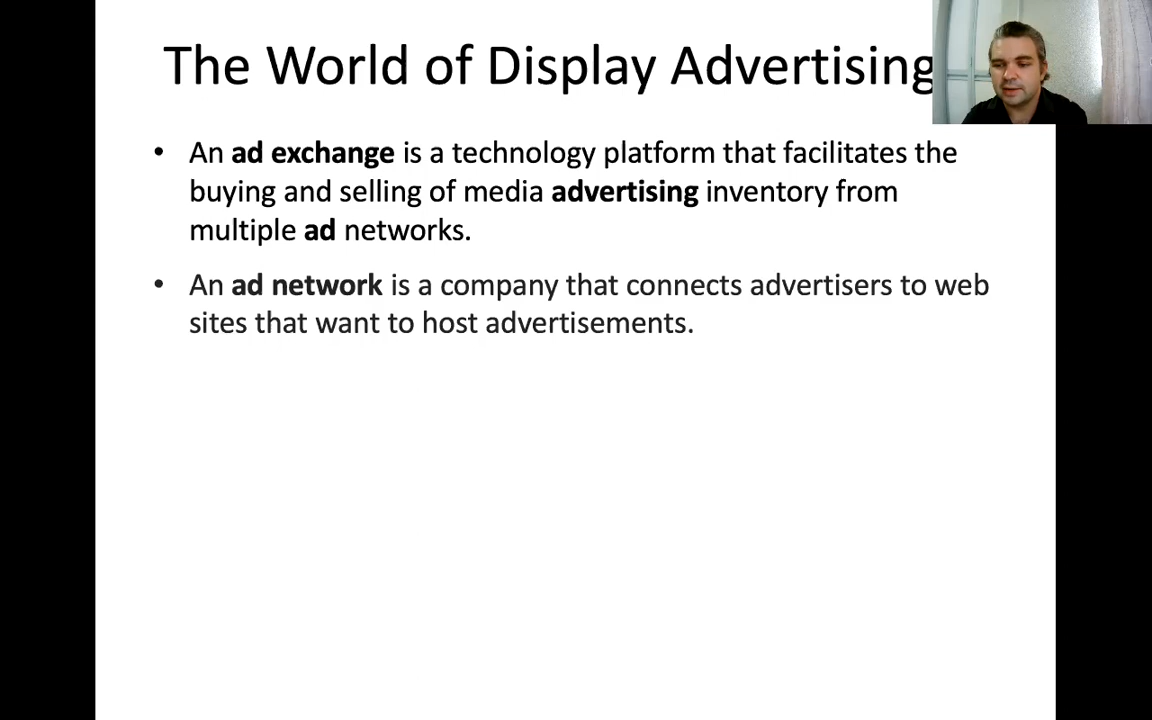 The World of Display Advertising
• An ad exchange is a technology platform that facilitates the
buying and selling of media advertising inventory from
multiple ad networks.
• An ad network is a company that connects advertisers to web
sites that want to host advertisements.